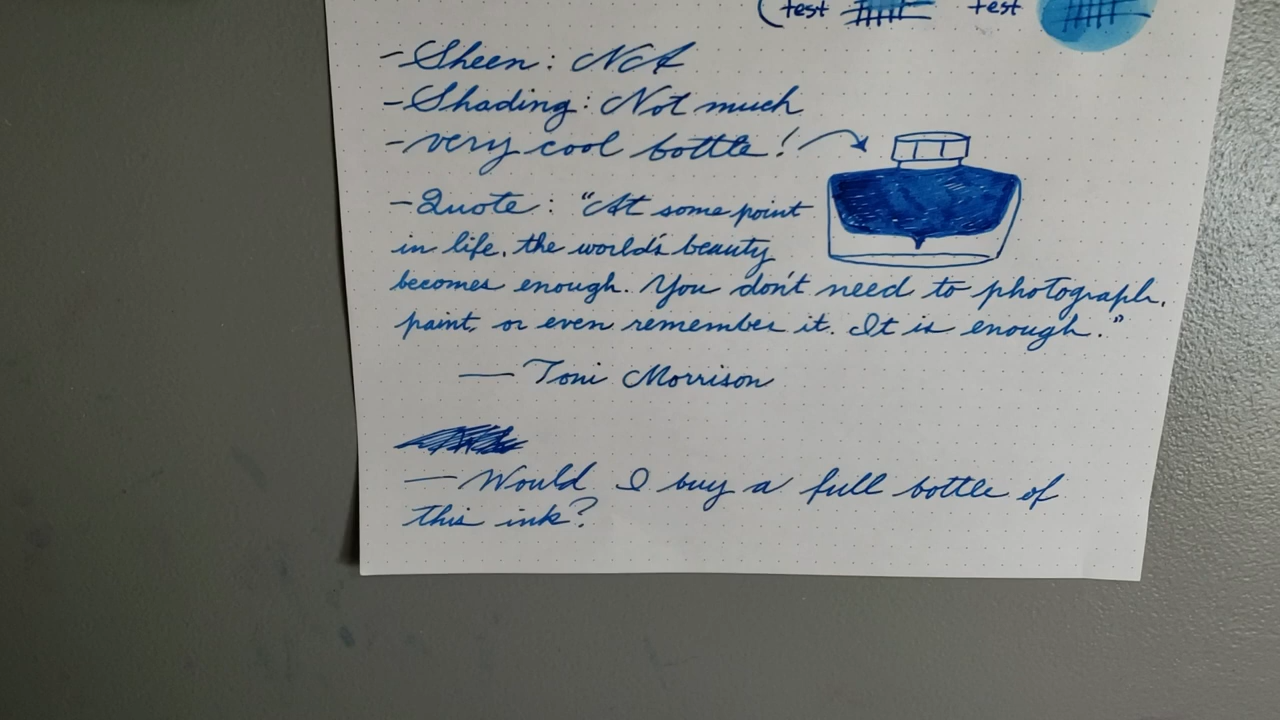 (test test
- Sheen: NA
- Shading: Not much
- very cool bottle!
- Quote: "At some point
in life, the world's beauty
becomes enough. You don't need to photograph,
paint, or even remember it. It is enough."
— Toni Morrison
— Would I buy a full bottle of
this ink?